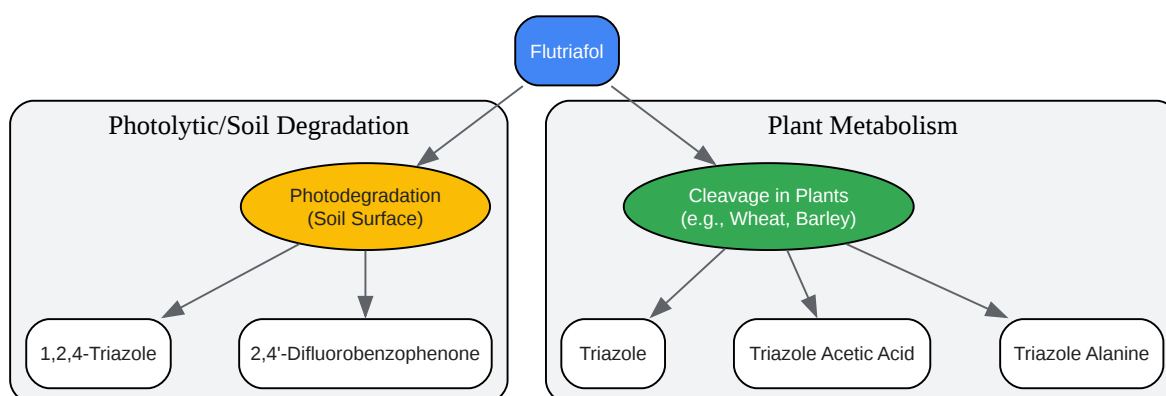 Flutriafol
Photolytic/Soil Degradation
Plant Metabolism
Photodegradation
(Soil Surface)
Cleavage in Plants
(e.g., Wheat, Barley)
1,2,4-Triazole
2,4'-Difluorobenzophenone
Triazole
Triazole Acetic Acid
Triazole Alanine